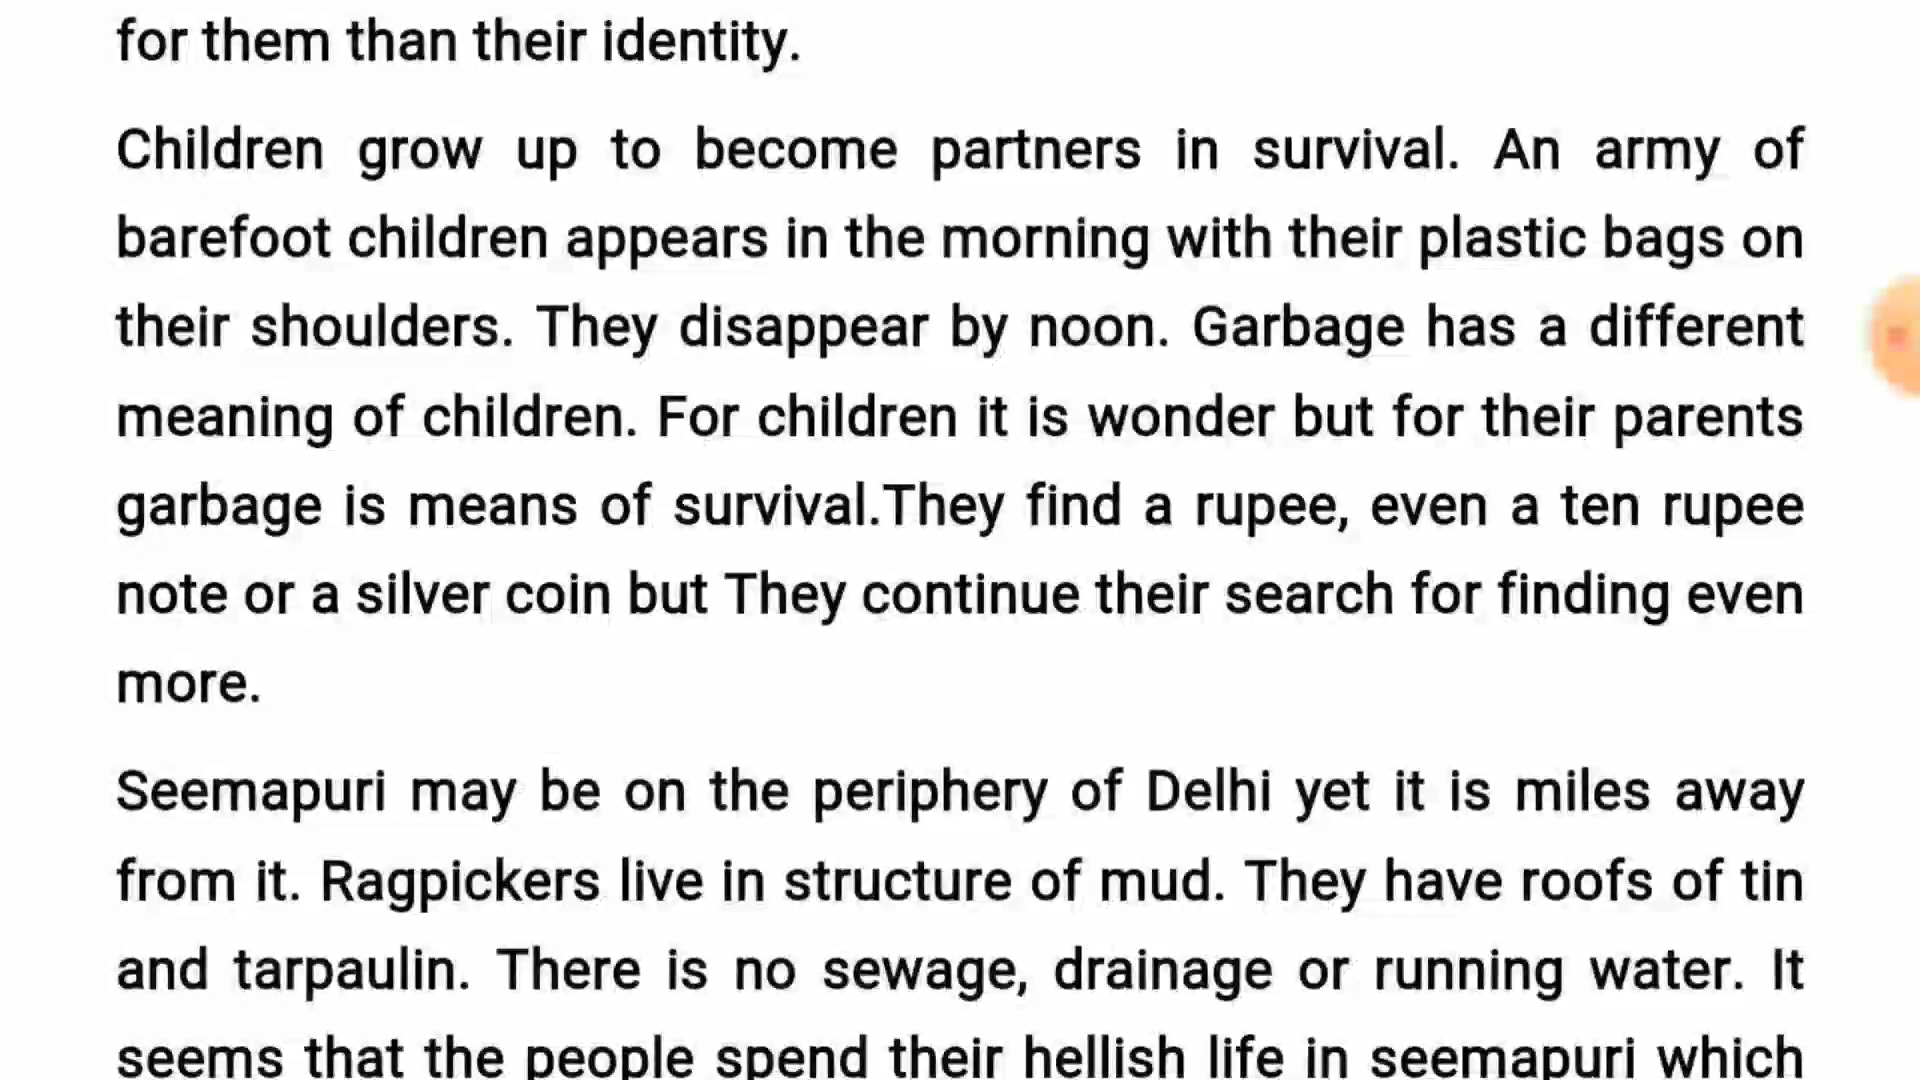 for them than their identity.
Children grow up to become partners in survival. An army of
barefoot children appears in the morning with their plastic bags on
their shoulders. They disappear by noon. Garbage has a different
meaning of children. For children it is wonder but for their parents
garbage is means of survival.They find a rupee, even a ten rupee
note or a silver coin but They continue their search for finding even
more.
Seemapuri may be on the periphery of Delhi yet it is miles away
from it. Ragpickers live in structure of mud. They have roofs of tin
and tarpaulin. There is no sewage, drainage or running water. It
seems that the people spend their hellish life in seemapuri which